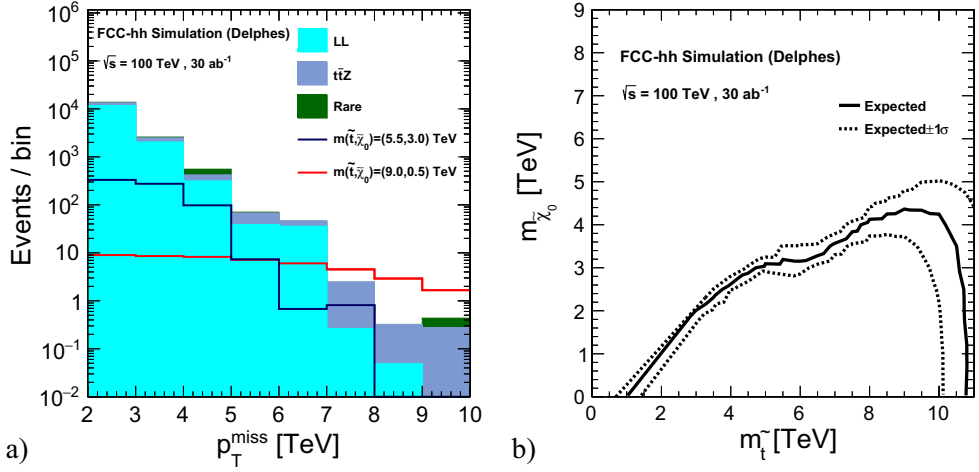 FCC-hh Simulation (Delphes)
√s = 100 TeV , 30 ab⁻¹
LL
tt̄Z
Rare
m(t̃,χ̃₀)=(5.5,3.0) TeV
m(t̃,χ̃₀)=(9.0,0.5) TeV
Events / bin
10⁶
10⁵
10⁴
10³
10²
10
1
10⁻¹
10⁻²
2 3 4 5 6 7 8 9 10
p_T^miss [TeV]
a)
FCC-hh Simulation (Delphes)
√s = 100 TeV , 30 ab⁻¹
Expected
Expected±1σ
m_χ̃₀ [TeV]
9
8
7
6
5
4
3
2
1
0
0 2 4 6 8 10
m_t̃ [TeV]
b)